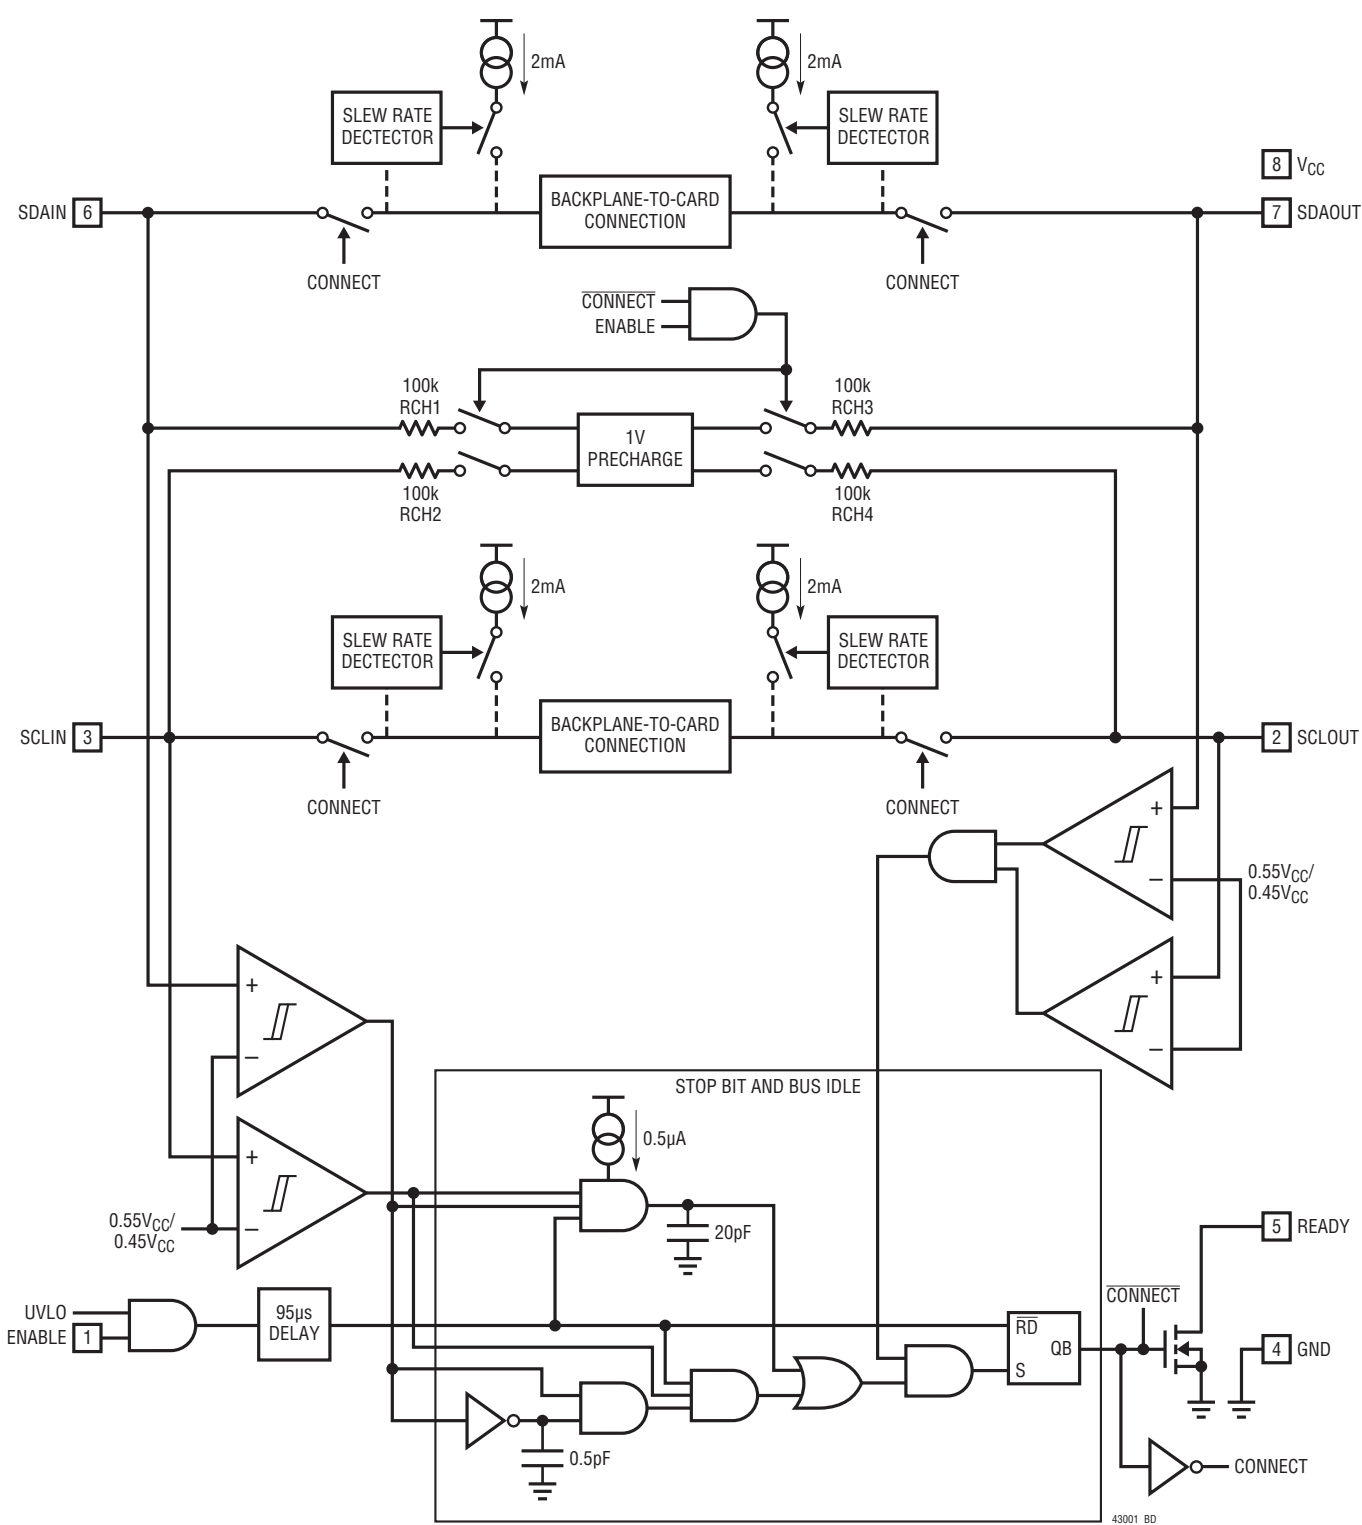 2mA
2mA
SLEW RATE
DECTECTOR
SLEW RATE
DECTECTOR
8 VCC
SDAIN 6
BACKPLANE-TO-CARD
CONNECTION
7 SDAOUT
CONNECT
CONNECT
CONNECT
ENABLE
100k
RCH1
100k
RCH3
1V
PRECHARGE
100k
RCH2
100k
RCH4
2mA
2mA
SLEW RATE
DECTECTOR
SLEW RATE
DECTECTOR
SCLIN 3
BACKPLANE-TO-CARD
CONNECTION
2 SCLOUT
CONNECT
CONNECT
+
–
0.55VCC/
0.45VCC
+
–
+
–
STOP BIT AND BUS IDLE
0.5µA
+
–
0.55VCC/
0.45VCC
20pF
5 READY
UVLO
ENABLE 1
95µs
DELAY
CONNECT
RD
QB
S
4 GND
0.5pF
CONNECT
43001 BD